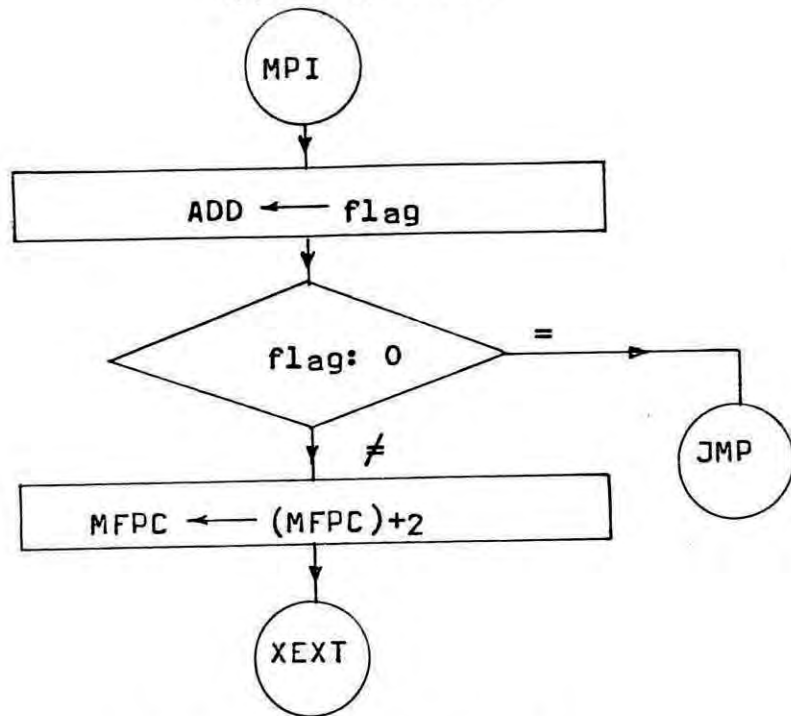 MPI
ADD ← flag
flag: 0
=
JMP
≠
MFPC ← (MFPC)+2
XEXT